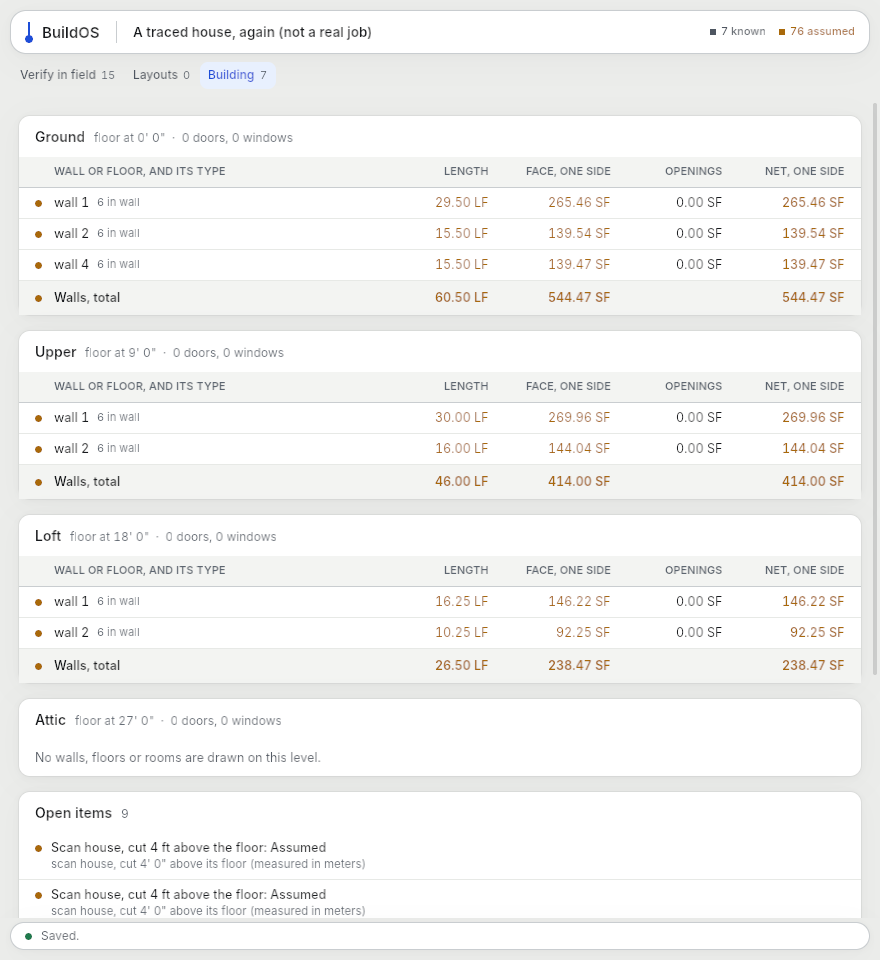 BuildOS A traced house, again (not a real job) 7 known 76 assumed
Verify in field 15 Layouts 0 Building 7
Ground floor at 0' 0" · 0 doors, 0 windows
WALL OR FLOOR, AND ITS TYPE LENGTH FACE, ONE SIDE OPENINGS NET, ONE SIDE
wall 1 6 in wall 29.50 LF 265.46 SF 0.00 SF 265.46 SF
wall 2 6 in wall 15.50 LF 139.54 SF 0.00 SF 139.54 SF
wall 4 6 in wall 15.50 LF 139.47 SF 0.00 SF 139.47 SF
Walls, total 60.50 LF 544.47 SF 544.47 SF
Upper floor at 9' 0" · 0 doors, 0 windows
WALL OR FLOOR, AND ITS TYPE LENGTH FACE, ONE SIDE OPENINGS NET, ONE SIDE
wall 1 6 in wall 30.00 LF 269.96 SF 0.00 SF 269.96 SF
wall 2 6 in wall 16.00 LF 144.04 SF 0.00 SF 144.04 SF
Walls, total 46.00 LF 414.00 SF 414.00 SF
Loft floor at 18' 0" · 0 doors, 0 windows
WALL OR FLOOR, AND ITS TYPE LENGTH FACE, ONE SIDE OPENINGS NET, ONE SIDE
wall 1 6 in wall 16.25 LF 146.22 SF 0.00 SF 146.22 SF
wall 2 6 in wall 10.25 LF 92.25 SF 0.00 SF 92.25 SF
Walls, total 26.50 LF 238.47 SF 238.47 SF
Attic floor at 27' 0" · 0 doors, 0 windows
No walls, floors or rooms are drawn on this level.
Open items 9
Scan house, cut 4 ft above the floor: Assumed
scan house, cut 4' 0" above its floor (measured in meters)
Scan house, cut 4 ft above the floor: Assumed
scan house, cut 4' 0" above its floor (measured in meters)
Saved.